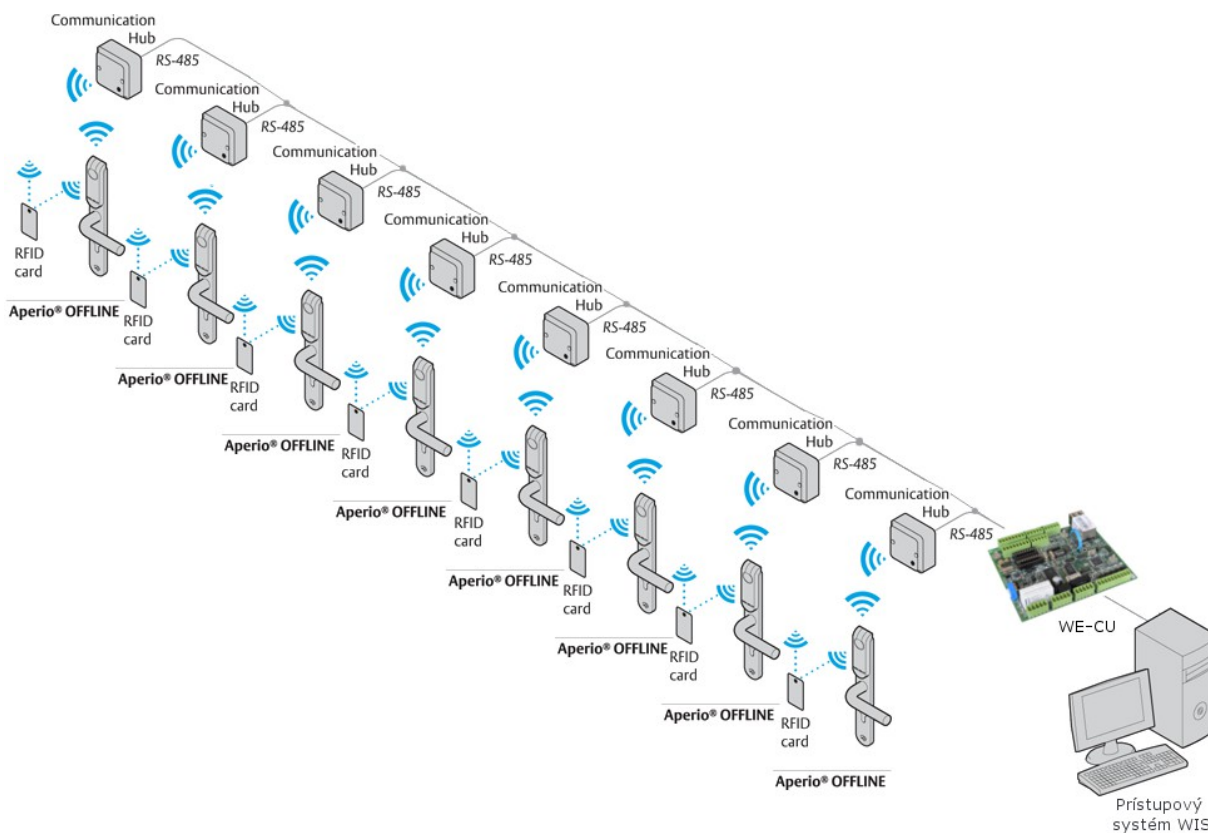 Communication
Hub
RS-485
Communication
Hub
RS-485
Communication
Hub
RS-485
Communication
Hub
RS-485
Communication
Hub
RS-485
Communication
Hub
RS-485
Communication
Hub
RS-485
Communication
Hub
RS-485
RFID
card
Aperio® OFFLINE
RFID
card
Aperio® OFFLINE
RFID
card
Aperio® OFFLINE
RFID
card
Aperio® OFFLINE
RFID
card
Aperio® OFFLINE
RFID
card
Aperio® OFFLINE
RFID
card
Aperio® OFFLINE
RFID
card
Aperio® OFFLINE
WE-CU
Prístupový
systém WIS